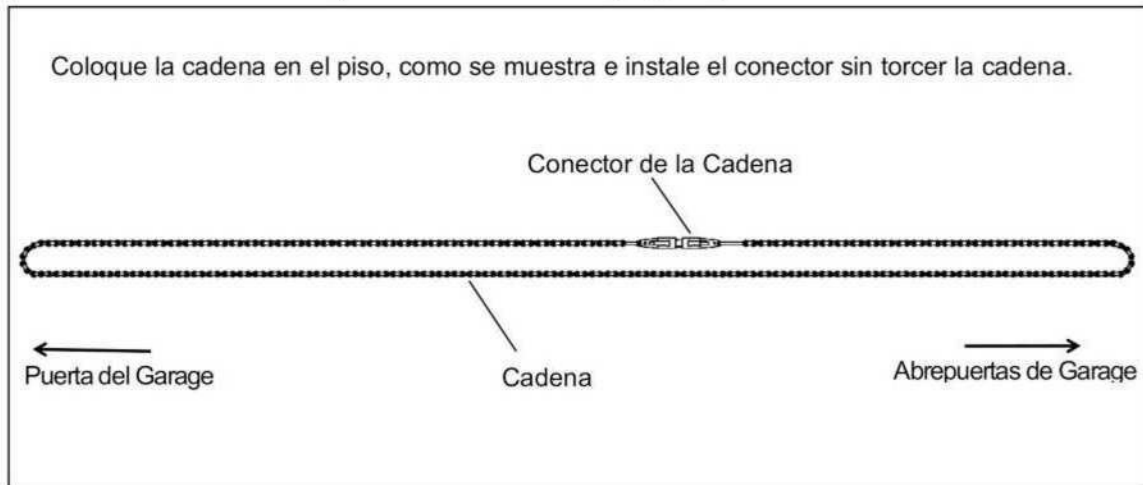 Coloque la cadena en el piso, como se muestra e instale el conector sin torcer la cadena.
Conector de la Cadena
Puerta del Garage
Cadena
Abrepuertas de Garage